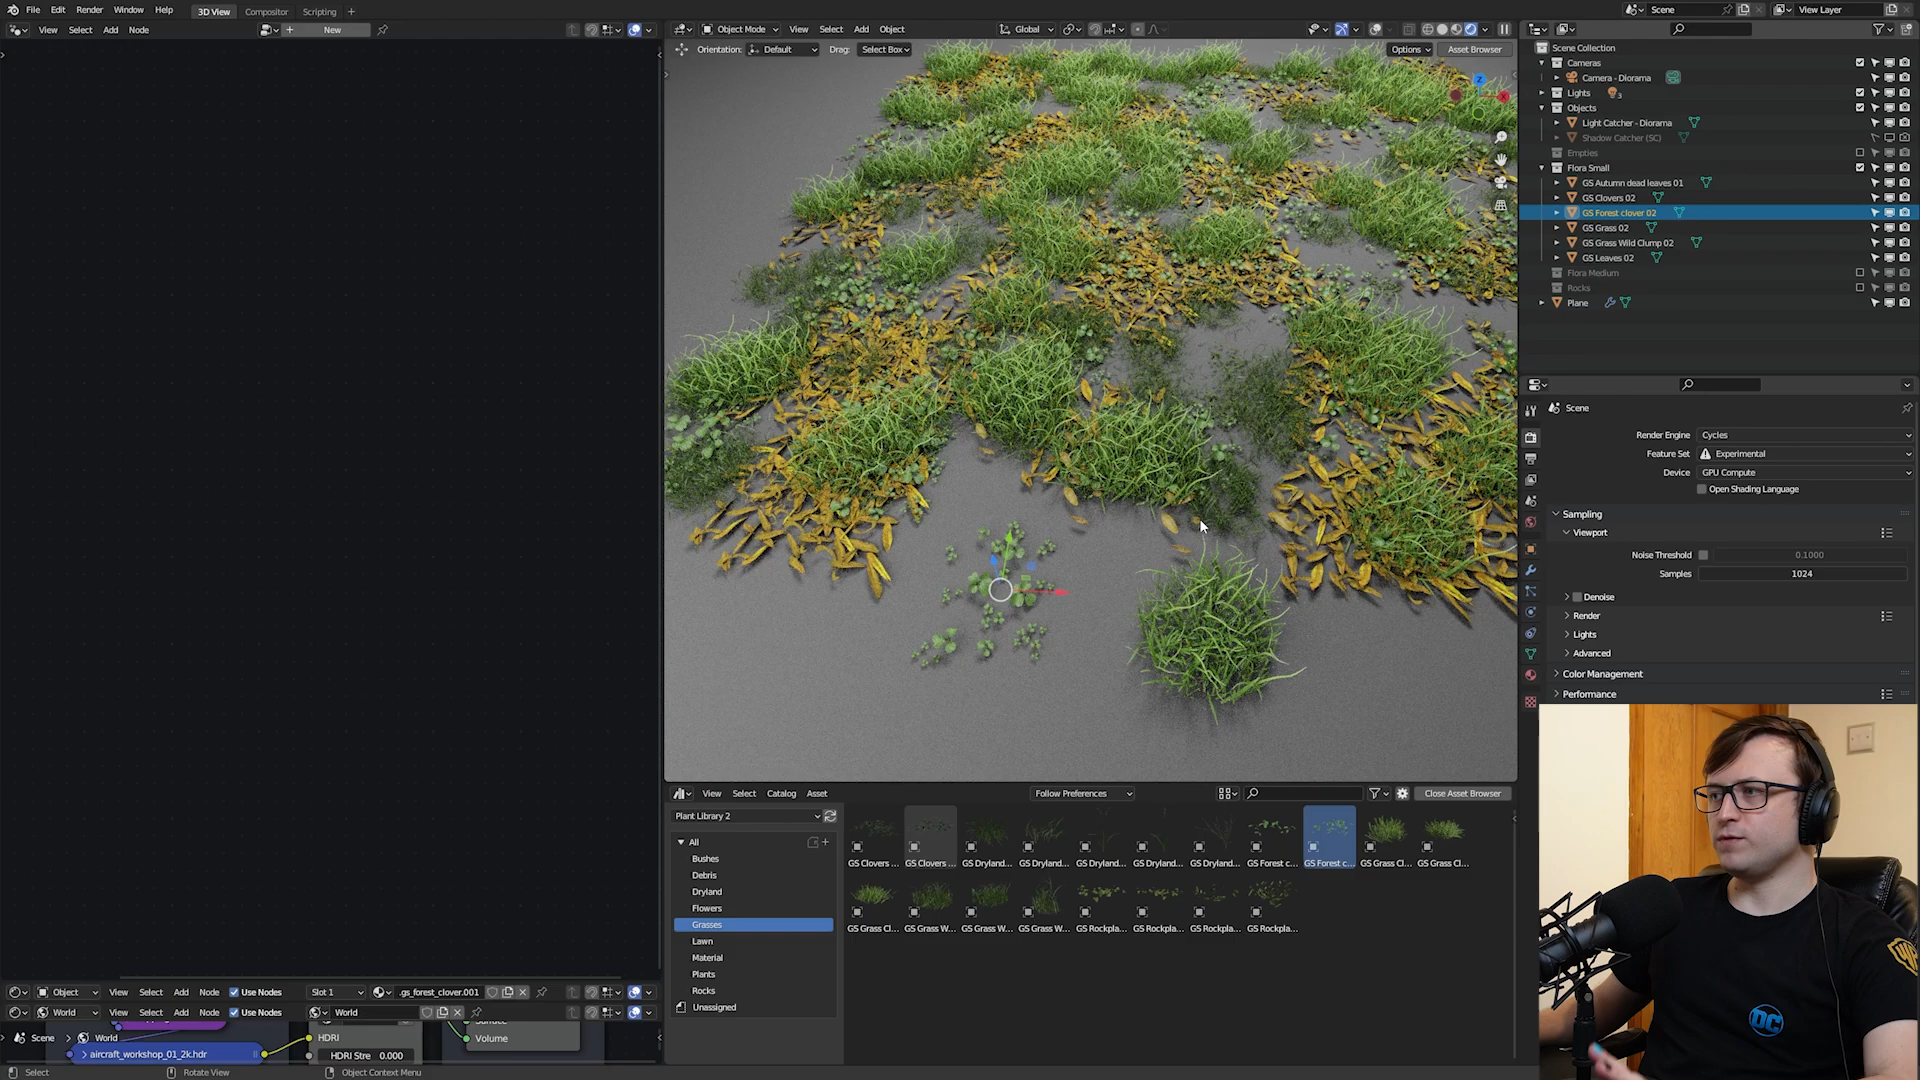 File Edit Render Window Help 3D View Compositor Scripting + Scene View Layer
View Select Add Node New Object Mode View Select Add Object Global
Orientation: Default Drag: Select Box Options Asset Browser
Scene Collection
Cameras
Camera - Diorama
Lights 3
Objects
Light Catcher - Diorama
Shadow Catcher (SC)
Empties
Flora Small
GS Autumn dead leaves 01
GS Clovers 02
GS Forest clover 02
GS Grass 02
GS Grass Wild Clump 02
GS Leaves 02
Flora Medium
Rocks
Plane
Z
X
Scene
Render Engine Cycles
Feature Set Experimental
Device GPU Compute
Open Shading Language
Sampling
Viewport
Noise Threshold 0.1000
Samples 1024
Denoise
Render
Lights
Advanced
Color Management
Performance
View Select Catalog Asset Follow Preferences Close Asset Browser
Plant Library 2
All
Bushes
Debris
Dryland
Flowers
Grasses
Lawn
Material
Plants
Rocks
Unassigned
GS Clovers ... GS Clovers ... GS Dryland... GS Dryland... GS Dryland... GS Dryland... GS Dryland... GS Forest c... GS Forest c... GS Grass Cl... GS Grass Cl...
GS Grass Cl... GS Grass W... GS Grass W... GS Grass W... GS Rockpla... GS Rockpla... GS Rockpla... GS Rockpla...
Object View Select Add Node Use Nodes Slot 1 .gs_forest_clover.001
World View Select Add Node Use Nodes World
Scene World
HDRI
Volume
aircraft_workshop_01_2k.hdr
HDRI Stre 0.000
Select Rotate View Object Context Menu
DC